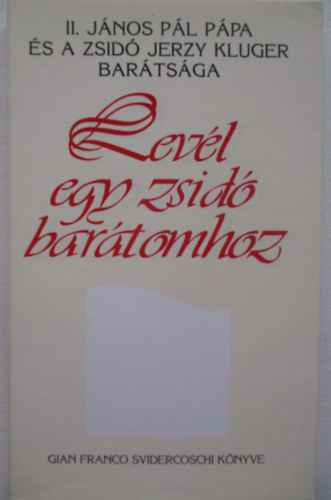 II. JÁNOS PÁL PÁPA
ÉS A ZSIDÓ JERZY KLUGER
BARÁTSÁGA
Levél
egy zsidó
barátomhoz
GIAN FRANCO SVIDERCOSCHI KÖNYVE